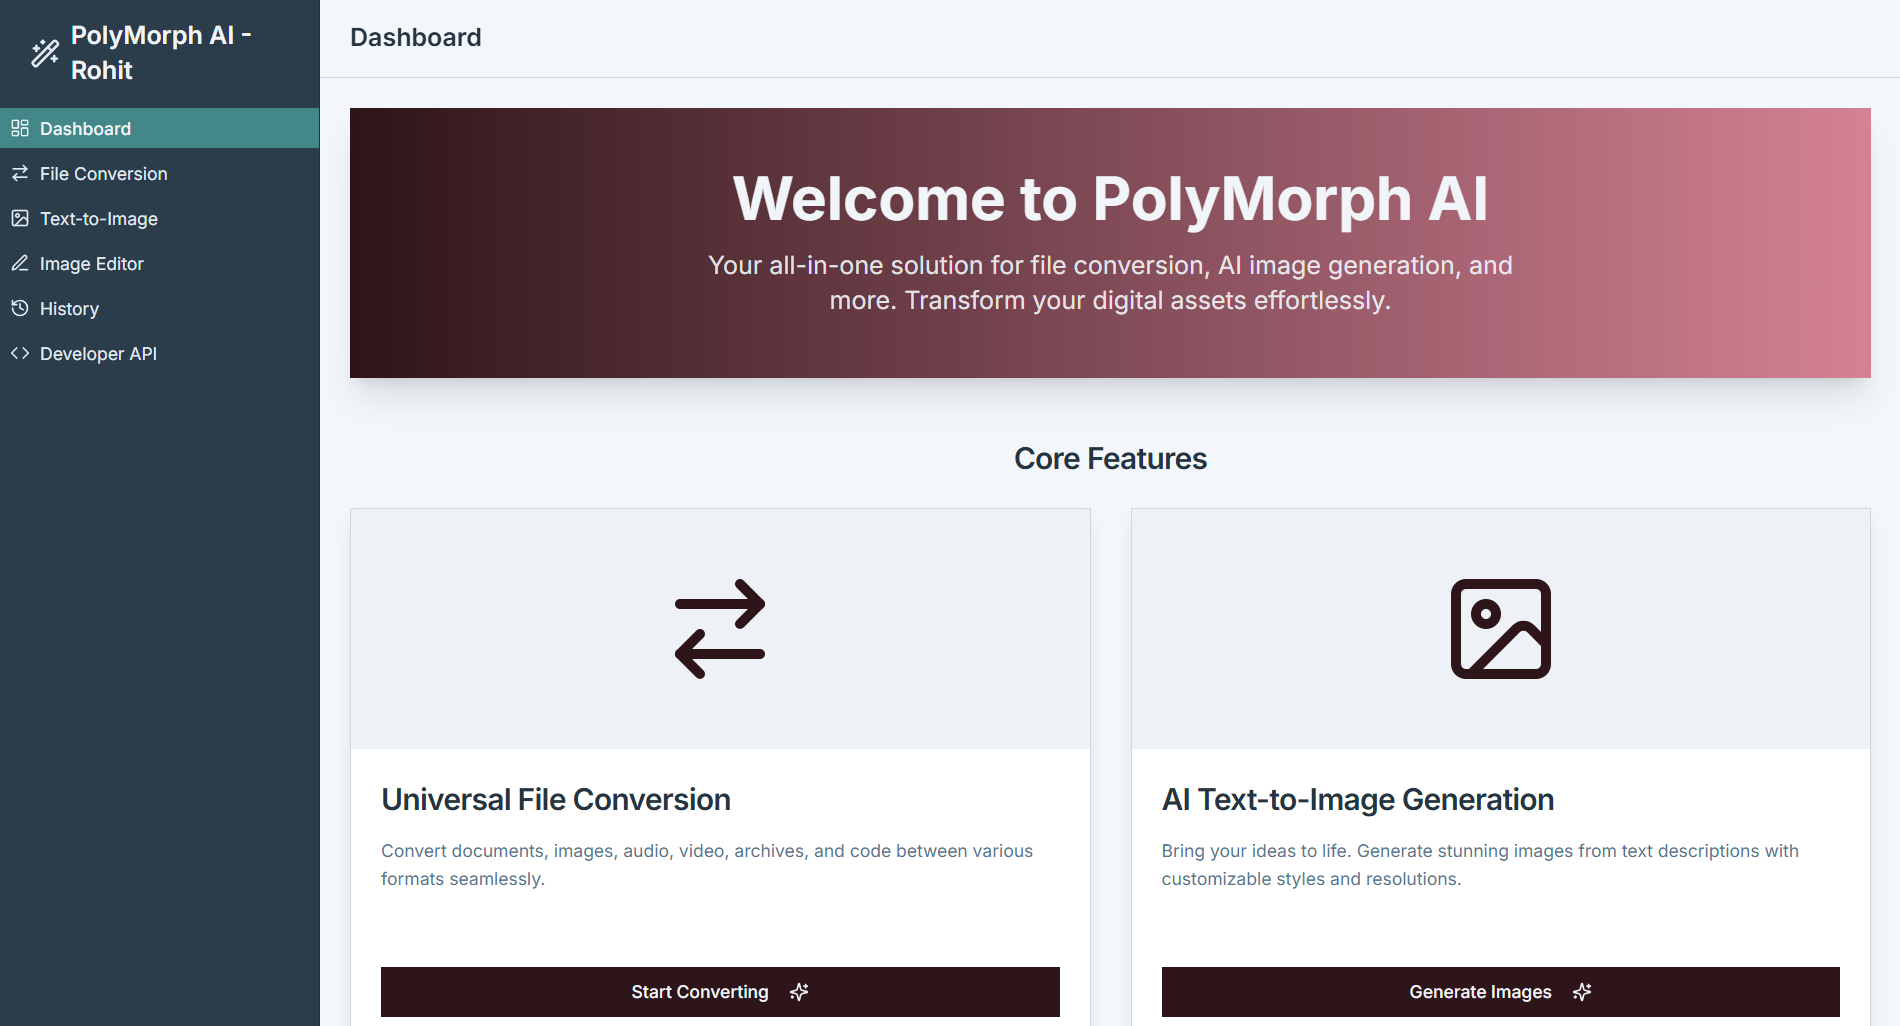 PolyMorph AI -
Rohit
Dashboard
File Conversion
Text-to-Image
Image Editor
History
Developer API
Dashboard
Welcome to PolyMorph AI
Your all-in-one solution for file conversion, AI image generation, and
more. Transform your digital assets effortlessly.
Core Features
Universal File Conversion
Convert documents, images, audio, video, archives, and code between various
formats seamlessly.
Start Converting
AI Text-to-Image Generation
Bring your ideas to life. Generate stunning images from text descriptions with
customizable styles and resolutions.
Generate Images